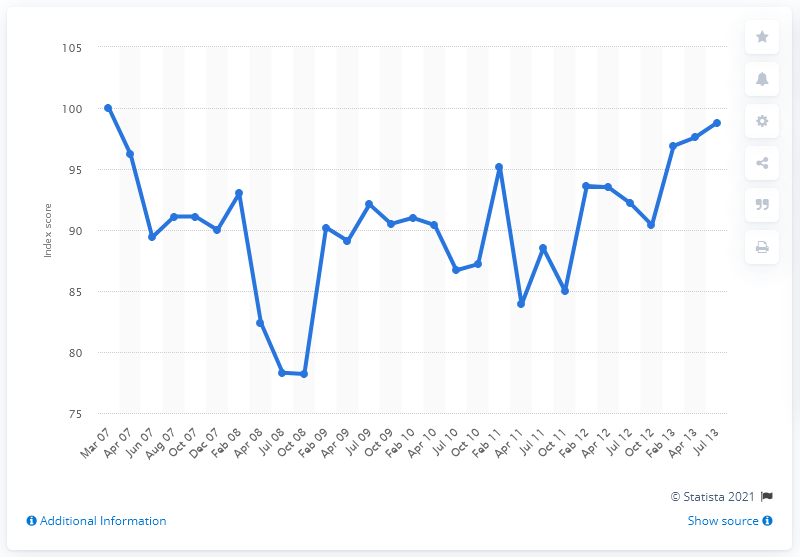 105
100
95
90
85
80
75
Index score
Mar 07
Apr 07
Jun 07
Aug 07
Oct 07
Dec 07
Feb 08
Apr 08
Jul 08
Oct 08
Feb 09
Apr 09
Jul 09
Oct 09
Feb 10
Apr 10
Jul 10
Oct 10
Feb 11
Apr 11
Jul 11
Oct 11
Feb 12
Apr 12
Jul 12
Oct 12
Feb 13
Apr 13
Jul 13
© Statista 2021
Additional Information
Show source